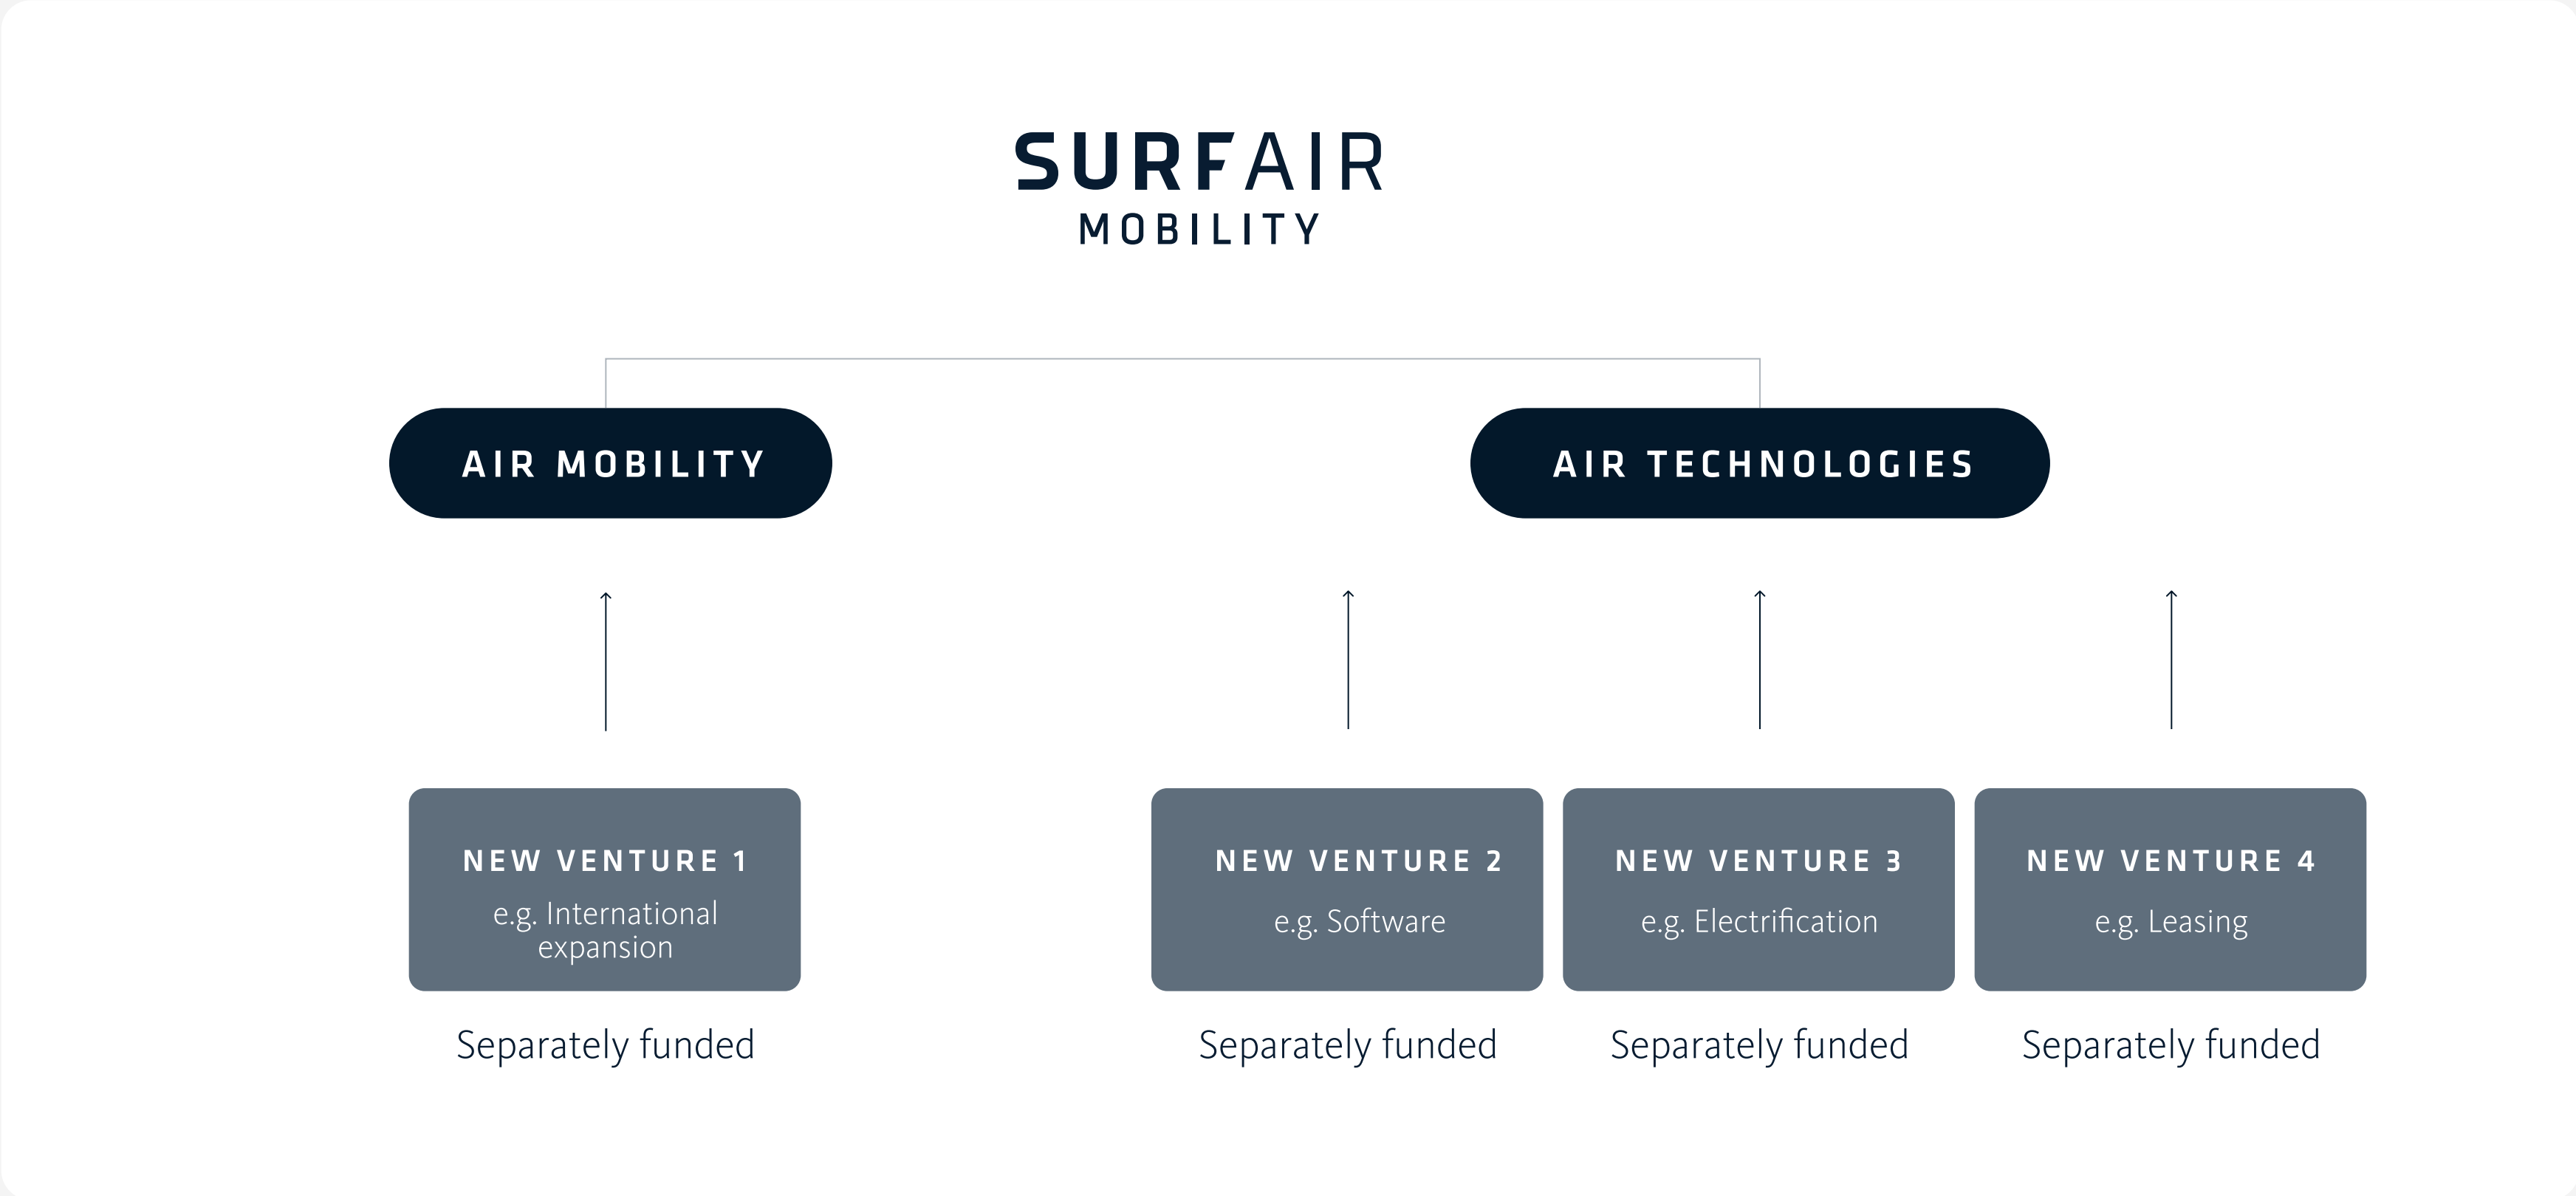 SURFAIR
MOBILITY
AIR MOBILITY
AIR TECHNOLOGIES
NEW VENTURE 1
e.g. International
expansion
Separately funded
NEW VENTURE 2
e.g. Software
Separately funded
NEW VENTURE 3
e.g. Electrification
Separately funded
NEW VENTURE 4
e.g. Leasing
Separately funded